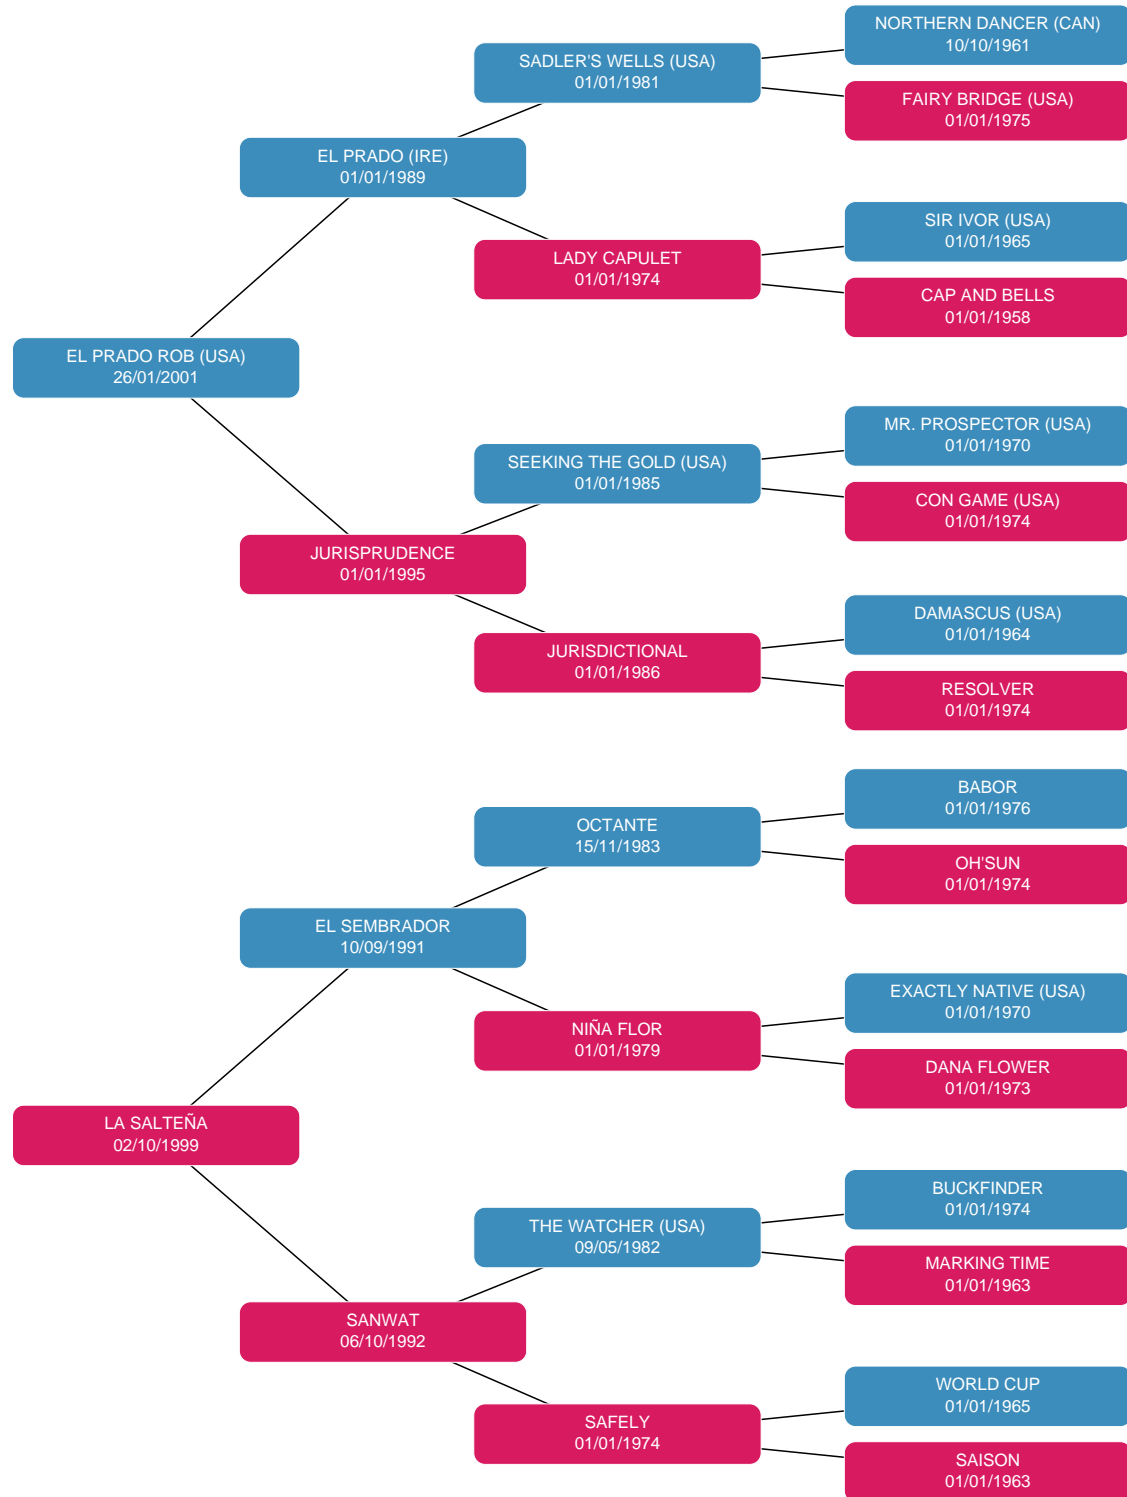 NORTHERN DANCER (CAN)
10/10/1961
SADLER'S WELLS (USA)
01/01/1981
FAIRY BRIDGE (USA)
01/01/1975
EL PRADO (IRE)
01/01/1989
SIR IVOR (USA)
01/01/1965
LADY CAPULET
01/01/1974
CAP AND BELLS
01/01/1958
EL PRADO ROB (USA)
26/01/2001
MR. PROSPECTOR (USA)
01/01/1970
SEEKING THE GOLD (USA)
01/01/1985
CON GAME (USA)
01/01/1974
JURISPRUDENCE
01/01/1995
DAMASCUS (USA)
01/01/1964
JURISDICTIONAL
01/01/1986
RESOLVER
01/01/1974
BABOR
01/01/1976
OCTANTE
15/11/1983
OH'SUN
01/01/1974
EL SEMBRADOR
10/09/1991
EXACTLY NATIVE (USA)
01/01/1970
NIÑA FLOR
01/01/1979
DANA FLOWER
01/01/1973
LA SALTEÑA
02/10/1999
BUCKFINDER
01/01/1974
THE WATCHER (USA)
09/05/1982
MARKING TIME
01/01/1963
SANWAT
06/10/1992
WORLD CUP
01/01/1965
SAFELY
01/01/1974
SAISON
01/01/1963